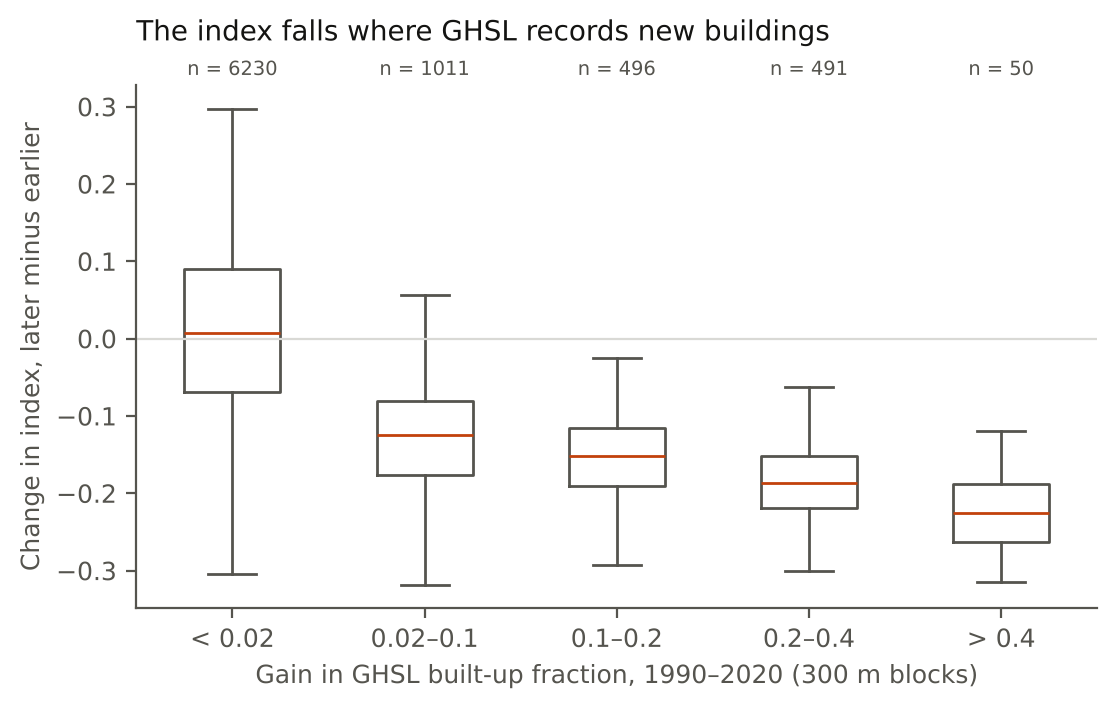 The index falls where GHSL records new buildings
n = 6230 n = 1011 n = 496 n = 491 n = 50
Change in index, later minus earlier
0.3
0.2
0.1
0.0
−0.1
−0.2
−0.3
< 0.02 0.02–0.1 0.1–0.2 0.2–0.4 > 0.4
Gain in GHSL built-up fraction, 1990–2020 (300 m blocks)